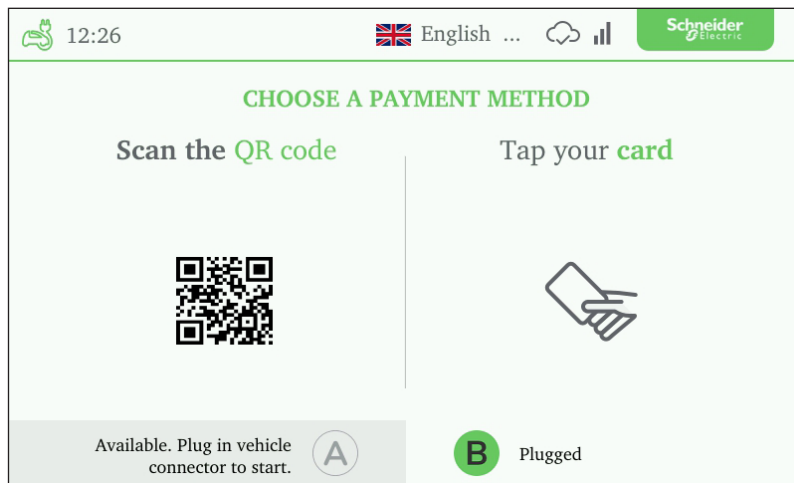 12:26
English ...
Schneider
Electric
CHOOSE A PAYMENT METHOD
Scan the QR code
Tap your card
Available. Plug in vehicle
connector to start.
A
B
Plugged